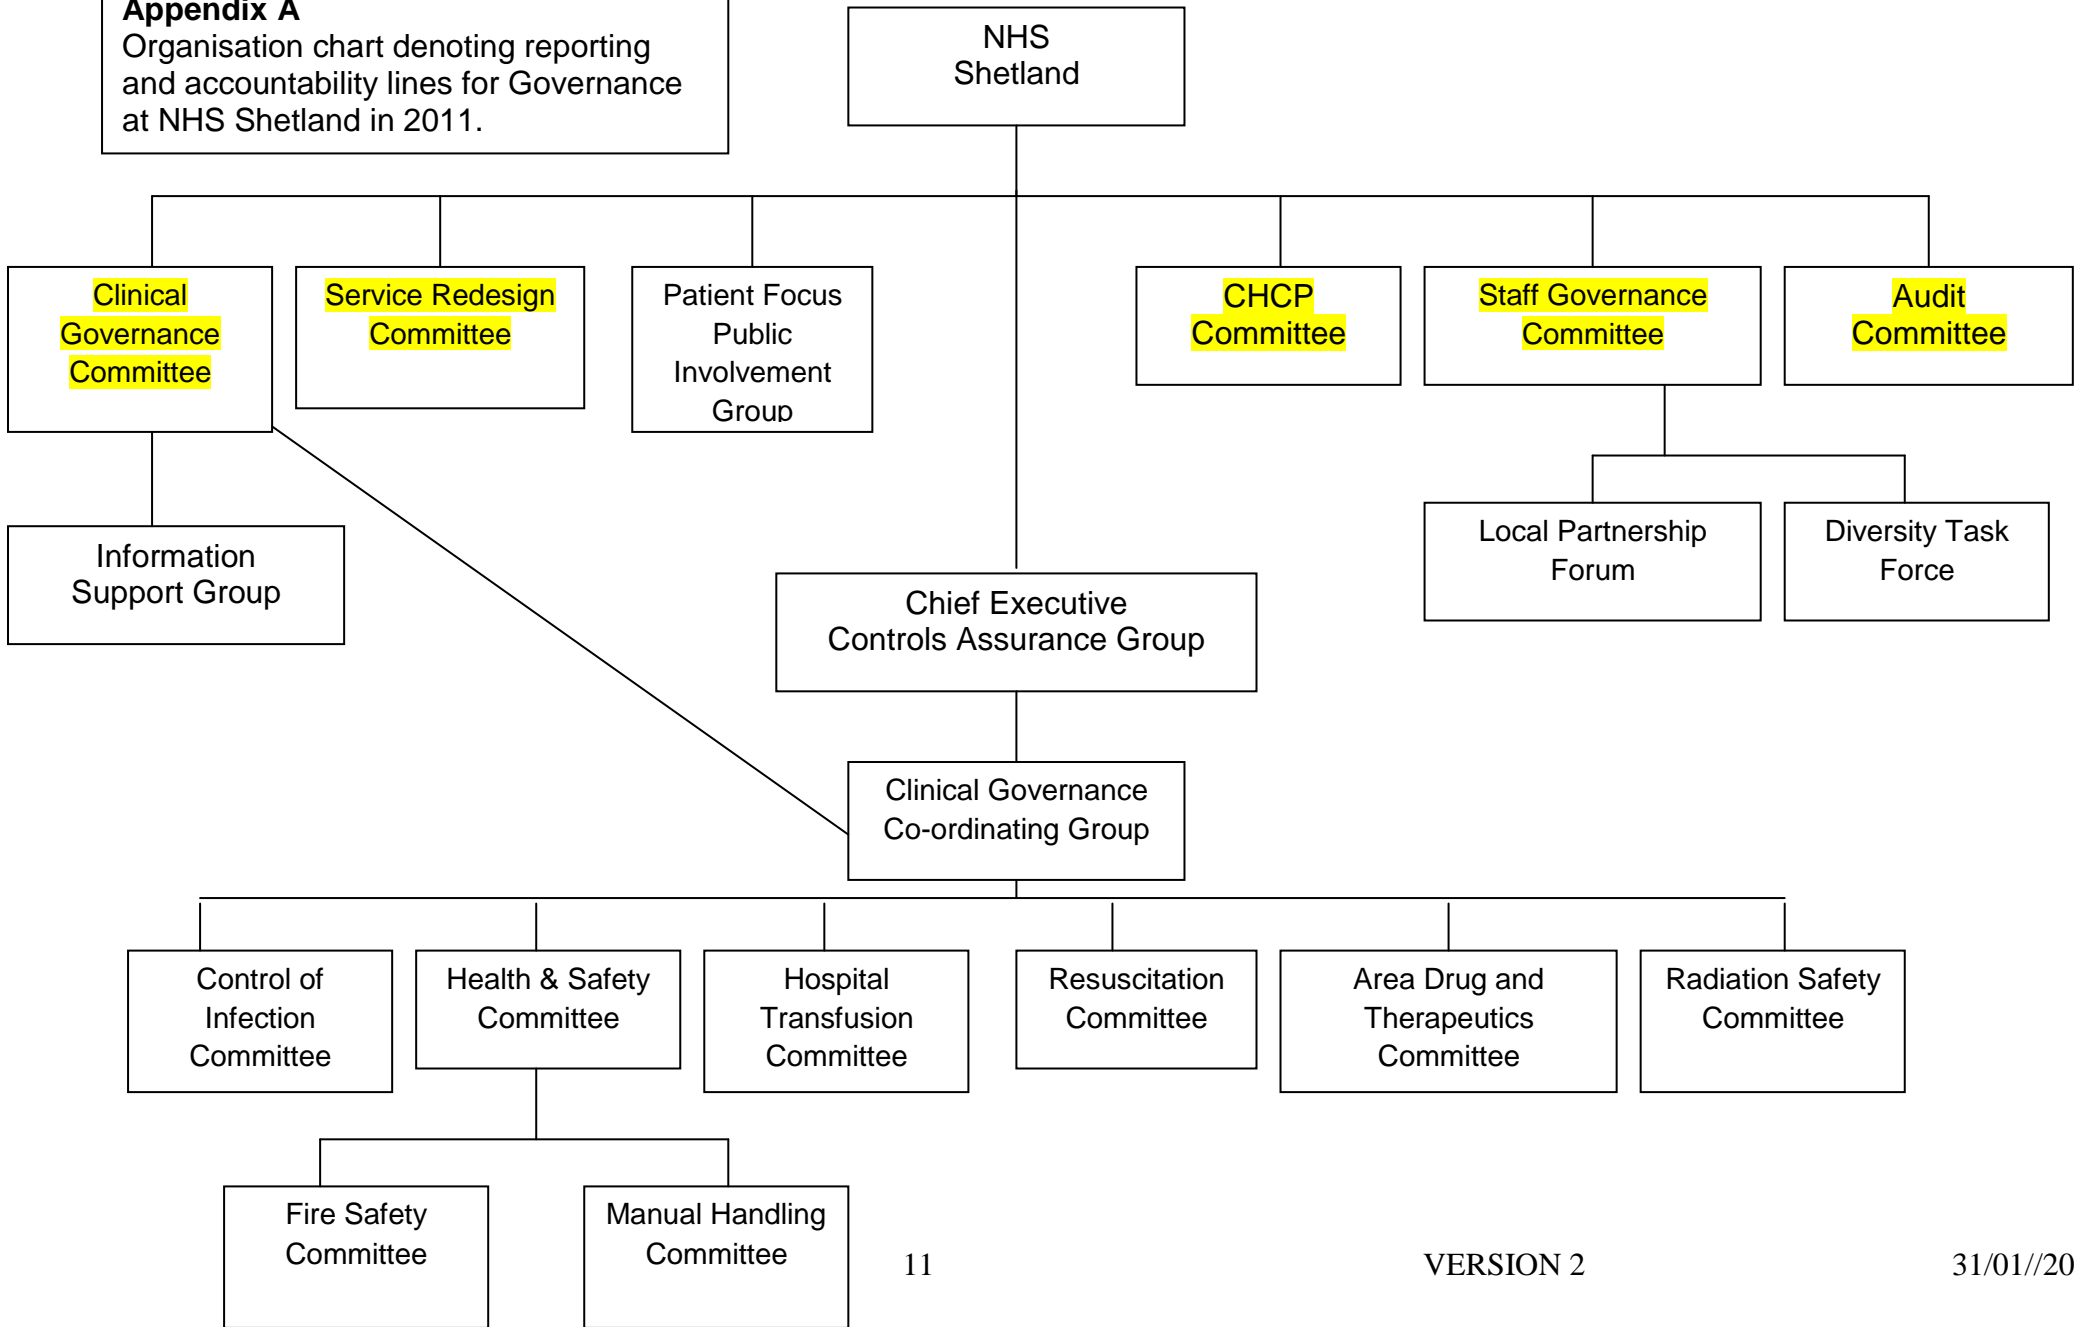 Appendix A
Organisation chart denoting reporting
and accountability lines for Governance
at NHS Shetland in 2011.
NHS
Shetland
Clinical
Governance
Committee
Service Redesign
Committee
Patient Focus
Public
Involvement
Group
CHCP
Committee
Staff Governance
Committee
Audit
Committee
Information
Support Group
Local Partnership
Forum
Diversity Task
Force
Chief Executive
Controls Assurance Group
Clinical Governance
Co-ordinating Group
Control of
Infection
Committee
Health & Safety
Committee
Hospital
Transfusion
Committee
Resuscitation
Committee
Area Drug and
Therapeutics
Committee
Radiation Safety
Committee
Fire Safety
Committee
Manual Handling
Committee
11
VERSION 2
31/01//20